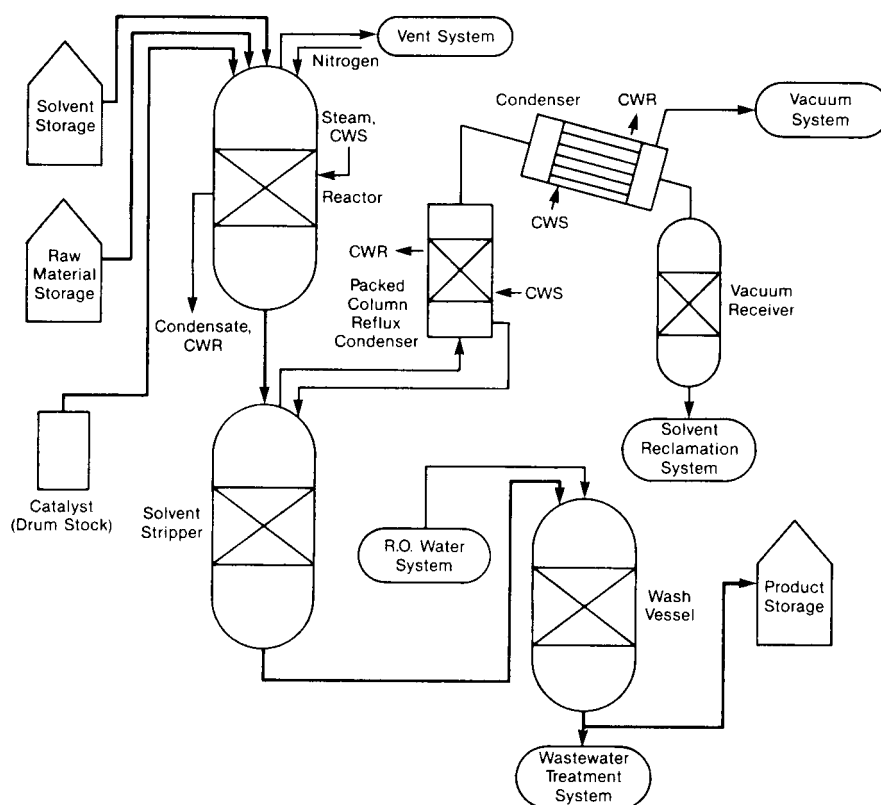 Vent System
Nitrogen
Solvent
Storage
Steam,
CWS
Reactor
Raw
Material
Storage
Condensate,
CWR
Catalyst
(Drum Stock)
Condenser
CWR
CWS
Vacuum
System
CWR
CWS
Packed
Column
Reflux
Condenser
Vacuum
Receiver
Solvent
Reclamation
System
Solvent
Stripper
R.O. Water
System
Wash
Vessel
Product
Storage
Wastewater
Treatment
System